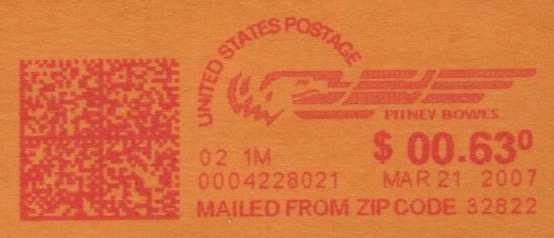 UNITED STATES POSTAGE
PITNEY BOWES
02 1M
$ 00.63⁰
0004228021
MAR 21 2007
MAILED FROM ZIP CODE 32822